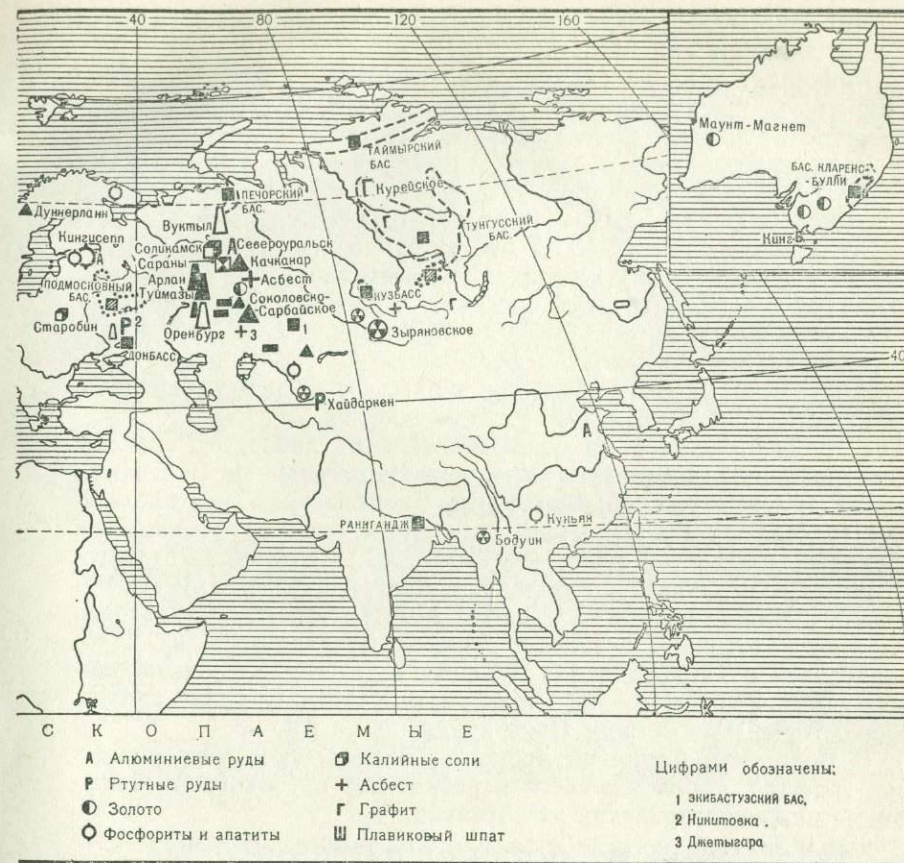 40
80
120
160
Маунт-Магнет
БАС. КЛАРЕНС-
-БУЛЛИ
Кинг
ТАЙМЫРСКИЙ
БАС.
Г Курейское
ТУНГУССКИЙ
БАС.
Г
ПЕЧОРСКИЙ
БАС.
Дуннерланн
Вуктыл
Кингисепп
А
Соликамск
А Североуральск
Сараны
Качканар
Арлан
Асбест
Туймазы
ПОДМОСКОВНЫЙ
БАС.
Соколовско-
Сарбайское
Старобин
Р 2
Оренбург
3
1
ДОНБАСС
КУЗБАСС
Г
Зыряновское
40
Р Хайдаркен
А
РАНИГАНДЖ
Куньян
Бодуин
С К О П А Е М Ы Е
А Алюминиевые руды
Р Ртутные руды
Золото
Фосфориты и апатиты
Калийные соли
Асбест
Г Графит
Ш Плавиковый шпат
Цифрами обозначены:
1 ЭКИБАСТУЗСКИЙ БАС.
2 Никитовка.
3 Джетыгара